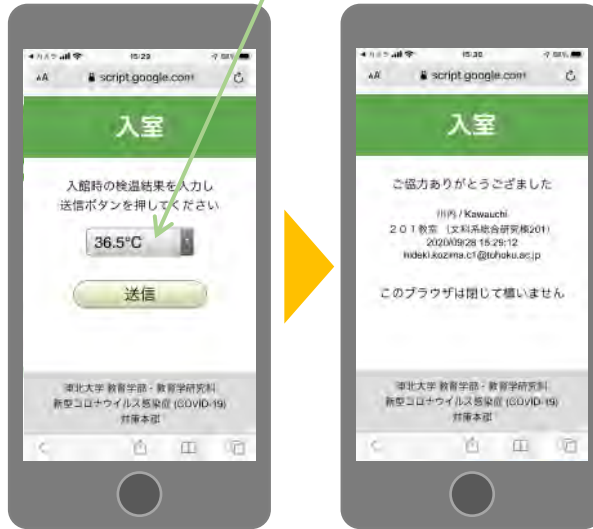 15:29
AA script.google.com
入室
入館時の検温結果を入力し
送信ボタンを押してください
36.5°C
送信
東北大学 教育学部・教育学研究科
新型コロナウイルス感染症 (COVID-19)
対策本部
15:30
AA script.google.com
入室
ご協力ありがとうござました
川内 / Kawauchi
201教室 (文科系総合研究棟201)
2020/09/28 15:29:12
hideki.kozima.c1@tohoku.ac.jp
このブラウザは閉じて構いません
東北大学 教育学部・教育学研究科
新型コロナウイルス感染症 (COVID-19)
対策本部